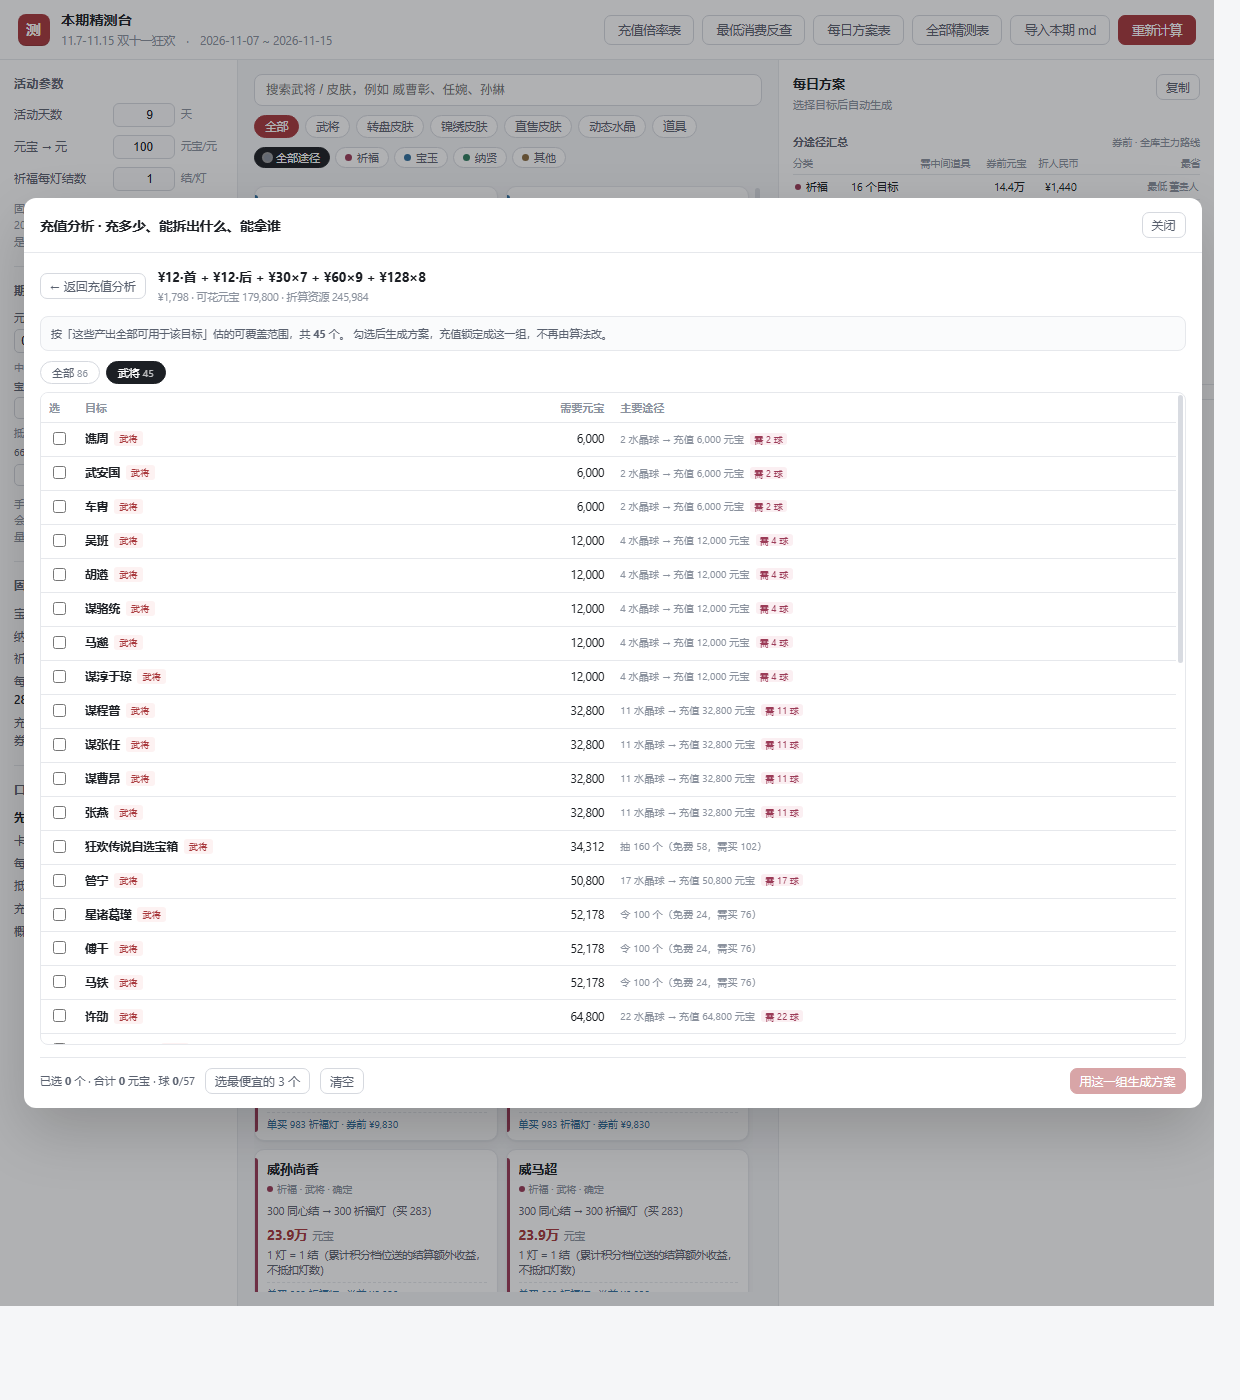 测
本期精测台
11.7-11.15 双十一狂欢 · 2026-11-07 ~ 2026-11-15
充值倍率表
最低消费反查
每日方案表
全部精测表
导入本期 md
重新计算
活动参数
活动天数 9 天
元宝 → 元 100 元宝/元
祈福每灯结数 1 结/灯
搜索武将 / 皮肤，例如 威曹彰、任婉、孙綝
全部 武将 转盘皮肤 锦绣皮肤 直售皮肤 动态水晶 道具
全部途径 祈福 宝玉 纳贤 其他
每日方案
复制
选择目标后自动生成
分途径汇总 券前 · 全库主力路线
分类 需中间道具 券前元宝 折人民币 最省
祈福 16 个目标 14.4万 ¥1,440 最低 董贵人
充值分析 · 充多少、能拆出什么、能拿谁
关闭
← 返回充值分析
¥12·首 + ¥12·后 + ¥30×7 + ¥60×9 + ¥128×8
¥1,798 · 可花元宝 179,800 · 折算资源 245,984
按「这些产出全部可用于该目标」估的可覆盖范围，共 45 个。 勾选后生成方案，充值锁定成这一组，不再由算法改。
全部 86 武将 45
选 目标 需要元宝 主要途径
谯周 武将 6,000 2 水晶球 → 充值 6,000 元宝 需 2 球
武安国 武将 6,000 2 水晶球 → 充值 6,000 元宝 需 2 球
车胄 武将 6,000 2 水晶球 → 充值 6,000 元宝 需 2 球
吴班 武将 12,000 4 水晶球 → 充值 12,000 元宝 需 4 球
胡遵 武将 12,000 4 水晶球 → 充值 12,000 元宝 需 4 球
谋骆统 武将 12,000 4 水晶球 → 充值 12,000 元宝 需 4 球
马邈 武将 12,000 4 水晶球 → 充值 12,000 元宝 需 4 球
谋淳于琼 武将 12,000 4 水晶球 → 充值 12,000 元宝 需 4 球
谋程普 武将 32,800 11 水晶球 → 充值 32,800 元宝 需 11 球
谋张任 武将 32,800 11 水晶球 → 充值 32,800 元宝 需 11 球
谋曹昂 武将 32,800 11 水晶球 → 充值 32,800 元宝 需 11 球
张燕 武将 32,800 11 水晶球 → 充值 32,800 元宝 需 11 球
狂欢传说自选宝箱 武将 34,312 抽 160 个（免费 58，需买 102）
管宁 武将 50,800 17 水晶球 → 充值 50,800 元宝 需 17 球
星诸葛瑾 武将 52,178 令 100 个（免费 24，需买 76）
傅干 武将 52,178 令 100 个（免费 24，需买 76）
马铁 武将 52,178 令 100 个（免费 24，需买 76）
许劭 武将 64,800 22 水晶球 → 充值 64,800 元宝 需 22 球
已选 0 个 · 合计 0 元宝 · 球 0/57
选最便宜的 3 个
清空
用这一组生成方案
单买 983 祈福灯 · 券前 ¥9,830
单买 983 祈福灯 · 券前 ¥9,830
威孙尚香
祈福 · 武将 · 确定
300 同心结 → 300 祈福灯（买 283）
23.9万 元宝
1 灯 = 1 结（累计积分档位送的结算额外收益，
不抵扣灯数）
威马超
祈福 · 武将 · 确定
300 同心结 → 300 祈福灯（买 283）
23.9万 元宝
1 灯 = 1 结（累计积分档位送的结算额外收益，
不抵扣灯数）